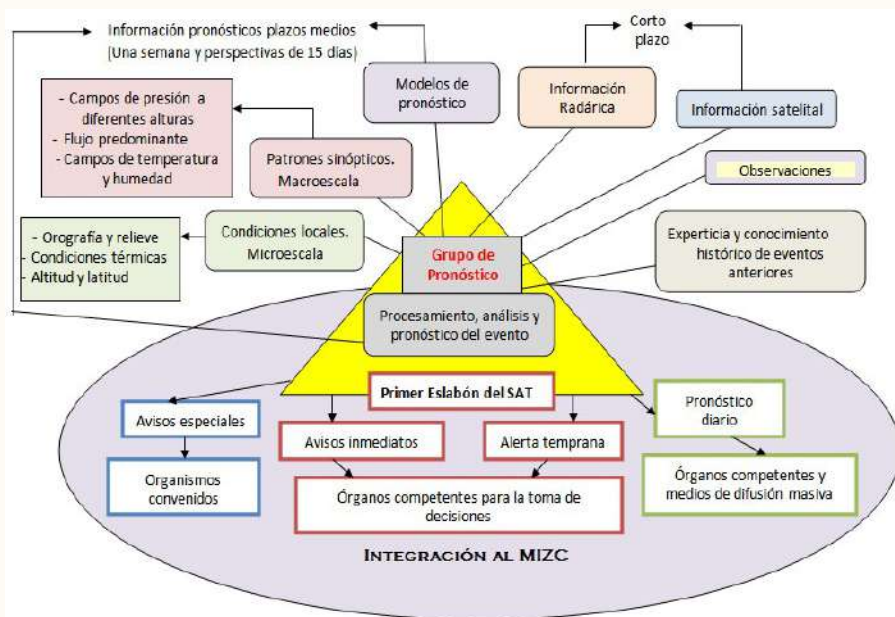 Información pronósticos plazos medios
(Una semana y perspectivas de 15 días)
Corto
plazo
Modelos de
pronóstico
Información
Radárica
Información satelital
- Campos de presión a
diferentes alturas
- Flujo predominante
- Campos de temperatura
y humedad
Patrones sinópticos.
Macroescala
Observaciones
- Orografía y relieve
- Condiciones térmicas
- Altitud y latitud
Condiciones locales.
Microescala
Grupo de
Pronóstico
Experticia y conocimiento
histórico de eventos
anteriores
Procesamiento, análisis y
pronóstico del evento
Primer Eslabón del SAT
Avisos especiales
Avisos inmediatos
Alerta temprana
Pronóstico
diario
Organismos
convenidos
Órganos competentes para la toma de
decisiones
Órganos competentes y
medios de difusión masiva
INTEGRACIÓN AL MIZC